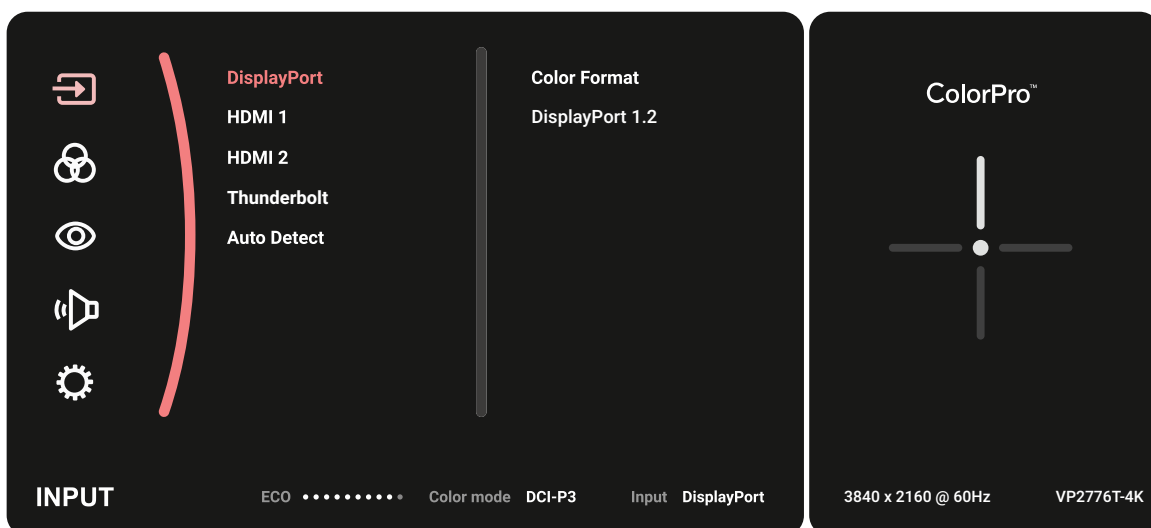 DisplayPort
HDMI 1
HDMI 2
Thunderbolt
Auto Detect
Color Format
DisplayPort 1.2
INPUT
ECO
Color mode DCI-P3
Input DisplayPort
ColorPro™
3840 x 2160 @ 60Hz
VP2776T-4K